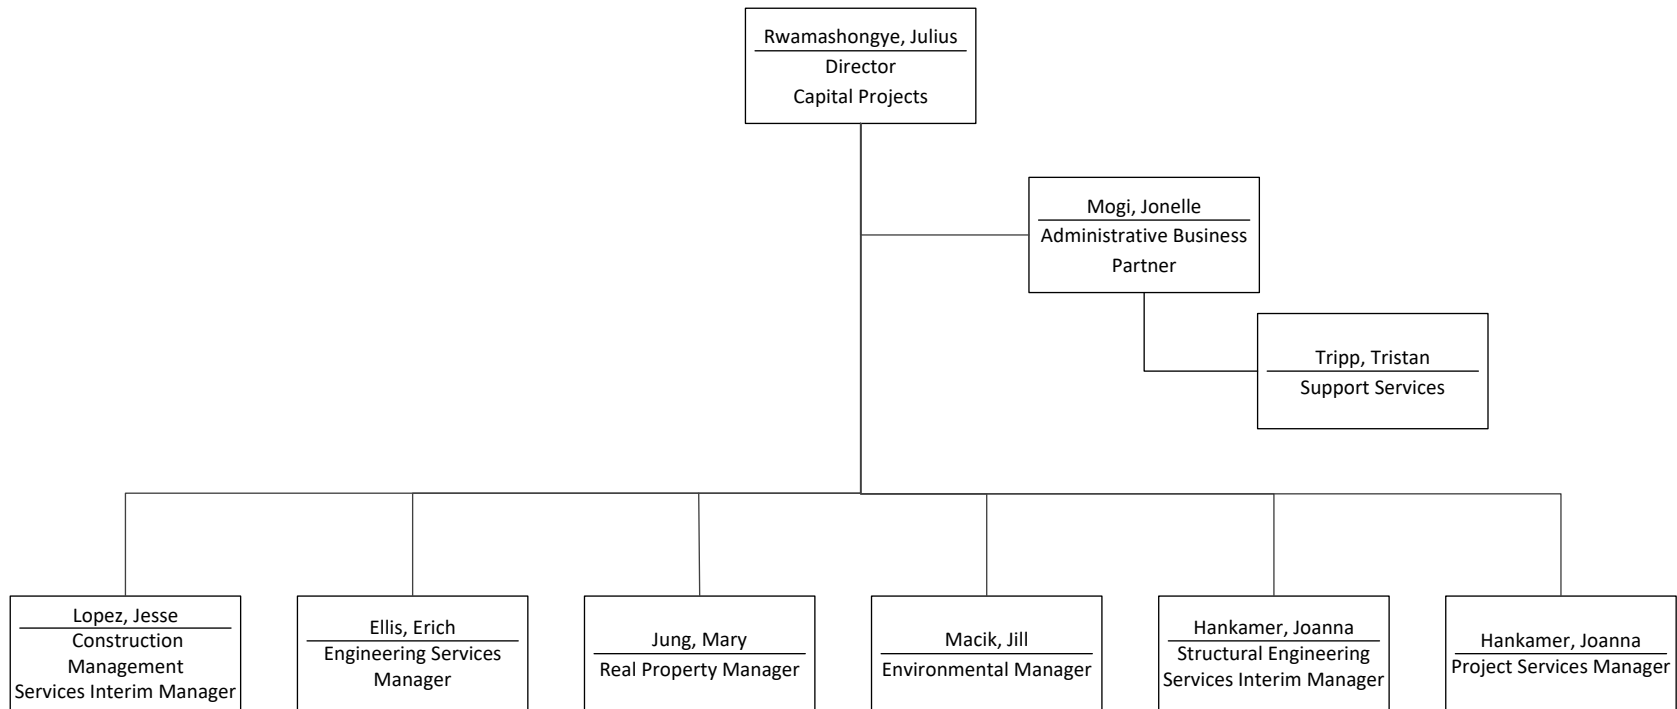 Rwamashongye, Julius
Director
Capital Projects
Mogi, Jonelle
Administrative Business
Partner
Tripp, Tristan
Support Services
Lopez, Jesse
Construction
Management
Services Interim Manager
Ellis, Erich
Engineering Services
Manager
Jung, Mary
Real Property Manager
Macik, Jill
Environmental Manager
Hankamer, Joanna
Structural Engineering
Services Interim Manager
Hankamer, Joanna
Project Services Manager